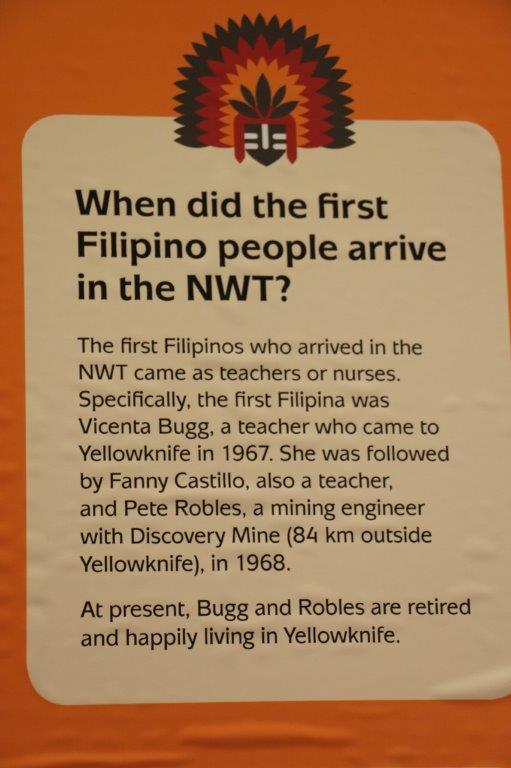 When did the first
Filipino people arrive
in the NWT?
The first Filipinos who arrived in the
NWT came as teachers or nurses.
Specifically, the first Filipina was
Vicenta Bugg, a teacher who came to
Yellowknife in 1967. She was followed
by Fanny Castillo, also a teacher,
and Pete Robles, a mining engineer
with Discovery Mine (84 km outside
Yellowknife), in 1968.
At present, Bugg and Robles are retired
and happily living in Yellowknife.